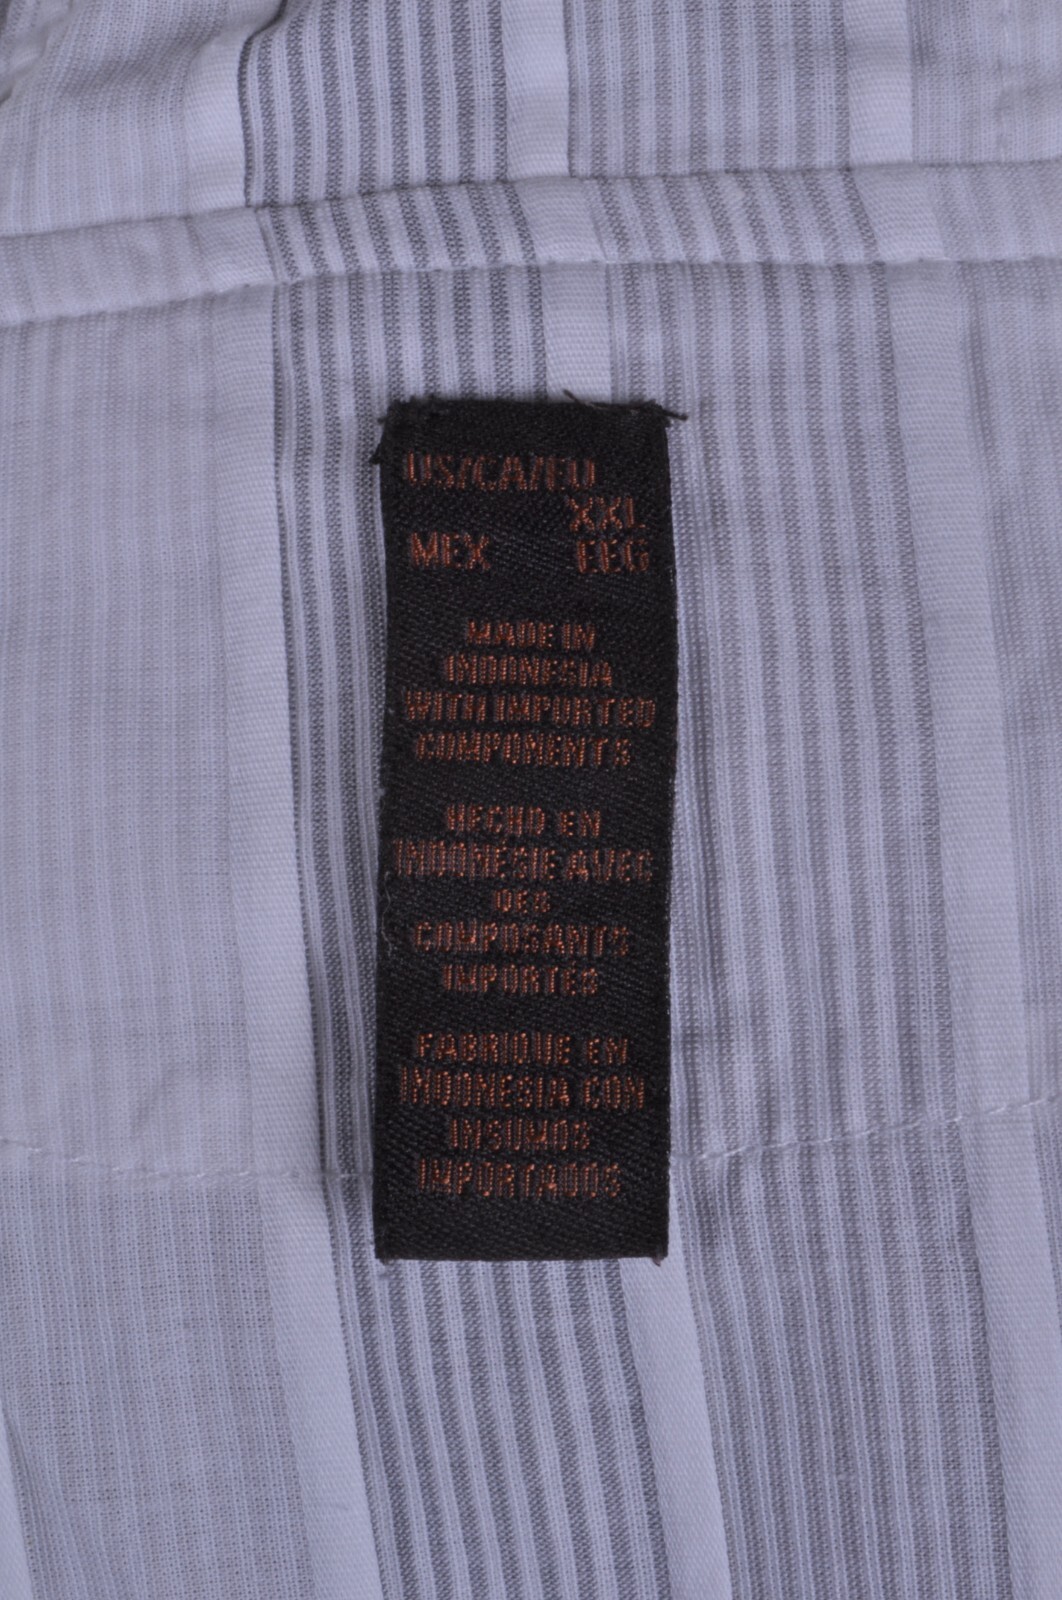 US/CA/EU
XXL
MEX EEG
MADE IN
INDONESIA
WITH IMPORTED
COMPONENTS
HECHO EN
INDONESIE AVEC
DES
COMPOSANTS
IMPORTES
FABRIQUE EN
INDONESIA CON
INSUMOS
IMPORTADOS